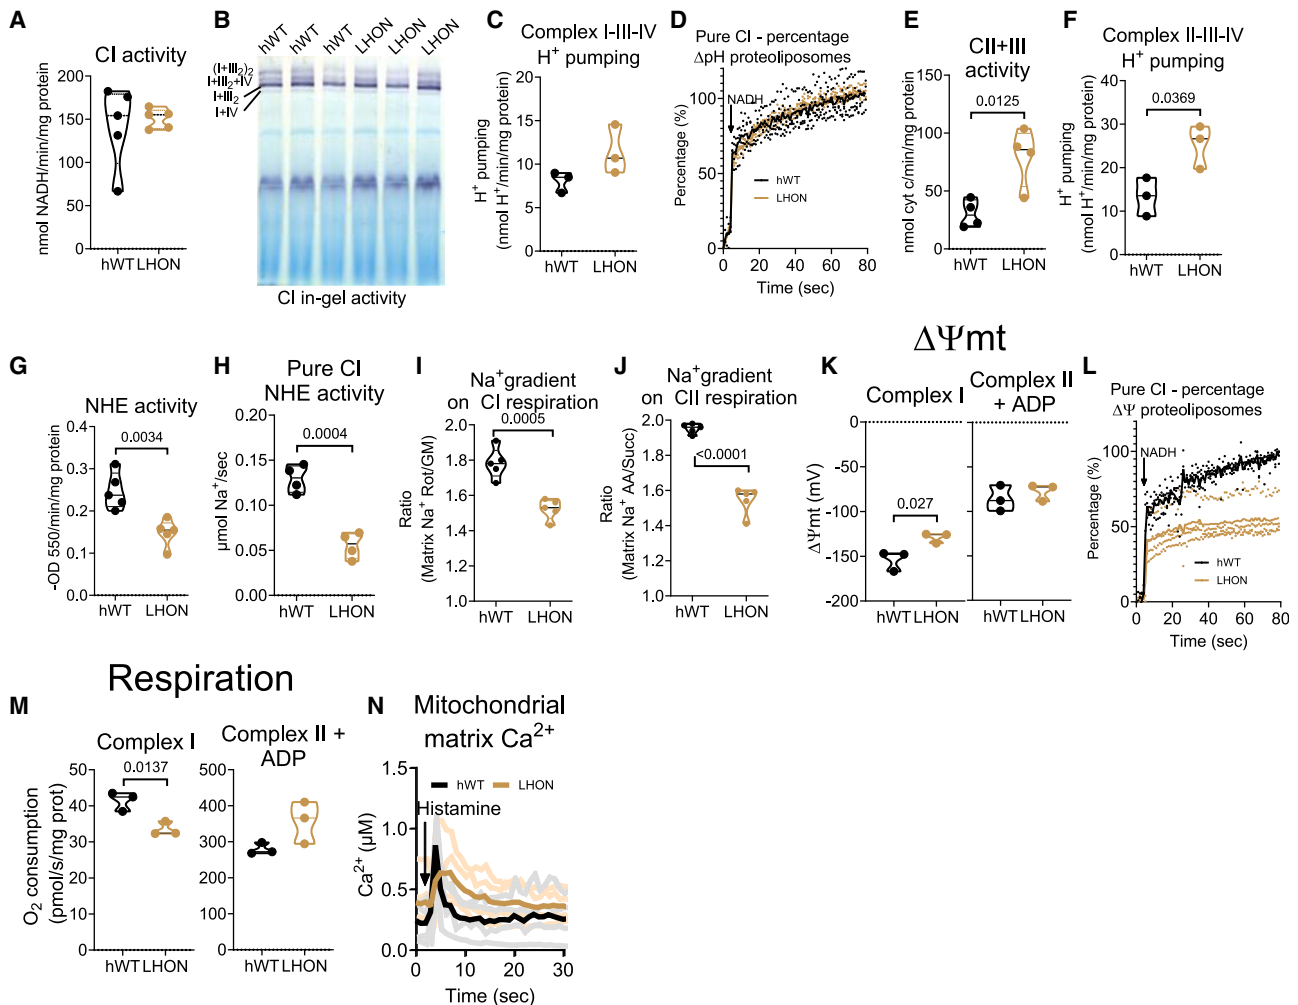 A
CI activity
nmol NADH/min/mg protein
200
150
100
50
0
hWT LHON
B
hWT
hWT
hWT
LHON
LHON
LHON
(I+III₂)₂
I+III₂+IV
I+III₂
I+IV
CI in-gel activity
C
Complex I-III-IV
H⁺ pumping
H⁺ pumping
(nmol H⁺/min/mg protein)
20
15
10
5
0
hWT
LHON
D
Pure CI - percentage
ΔpH proteoliposomes
NADH
Percentage (%)
100
50
0
hWT
LHON
0 20 40 60 80
Time (sec)
E
CII+III
activity
nmol cyt c/min/mg protein
0.0125
150
100
50
0
hWT
LHON
F
Complex II-III-IV
H⁺ pumping
H⁺ pumping
(nmol H⁺/min/mg protein)
0.0369
40
30
20
10
0
hWT
LHON
G
NHE activity
-OD 550/min/mg protein
0.0034
0.4
0.3
0.2
0.1
0.0
hWT
LHON
H
Pure CI
NHE activity
µmol Na⁺/sec
0.0004
0.20
0.15
0.10
0.05
0.00
hWT
LHON
I
Na⁺gradient
on CI respiration
Ratio
(Matrix Na⁺ Rot/GM)
0.0005
2.0
1.8
1.6
1.4
1.2
1.0
hWT
LHON
J
Na⁺gradient
on CII respiration
Ratio
(Matrix Na⁺ AA/Succ)
<0.0001
2.0
1.8
1.6
1.4
1.2
1.0
hWT
LHON
ΔΨmt
K
Complex I
ΔΨmt (mV)
0.027
0
-50
-100
-150
-200
hWT LHON
Complex II
+ ADP
hWT LHON
L
Pure CI - percentage
ΔΨ proteoliposomes
NADH
Percentage (%)
100
50
0
hWT
LHON
0 20 40 60 80
Time (sec)
Respiration
M
Complex I
O₂ consumption
(pmol/s/mg prot)
0.0137
50
40
30
20
10
0
hWT LHON
Complex II +
ADP
500
400
300
200
100
0
hWT LHON
N
Mitochondrial
matrix Ca²⁺
Ca²⁺ (µM)
1.5
1.0
0.5
0.0
hWT
LHON
Histamine
0 10 20 30
Time (sec)